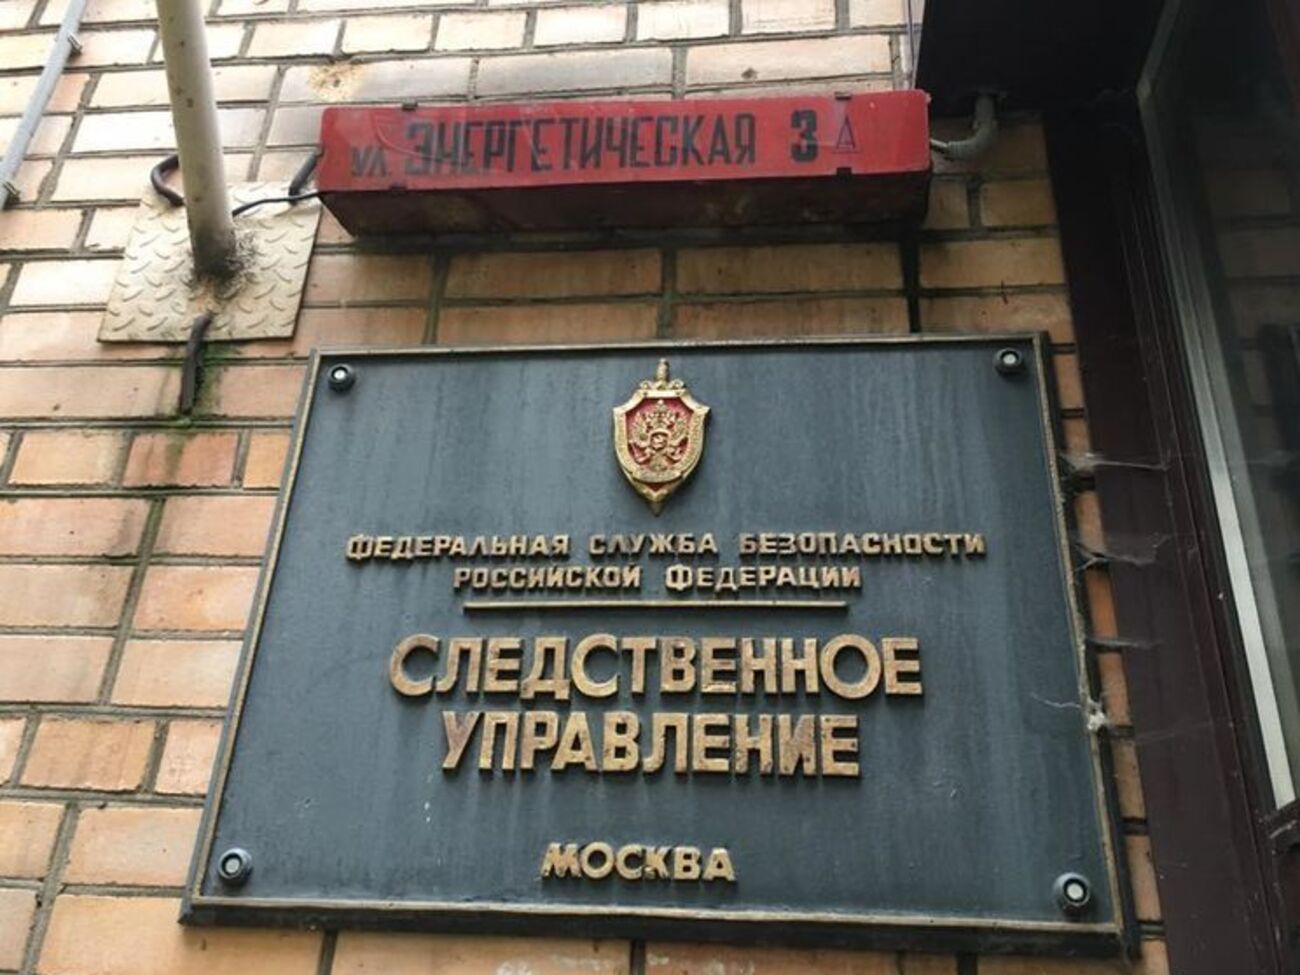 ул. ЭНЕРГЕТИЧЕСКАЯ 3 А
ФЕДЕРАЛЬНАЯ СЛУЖБА БЕЗОПАСНОСТИ
РОССИЙСКОЙ ФЕДЕРАЦИИ
СЛЕДСТВЕННОЕ
УПРАВЛЕНИЕ
МОСКВА